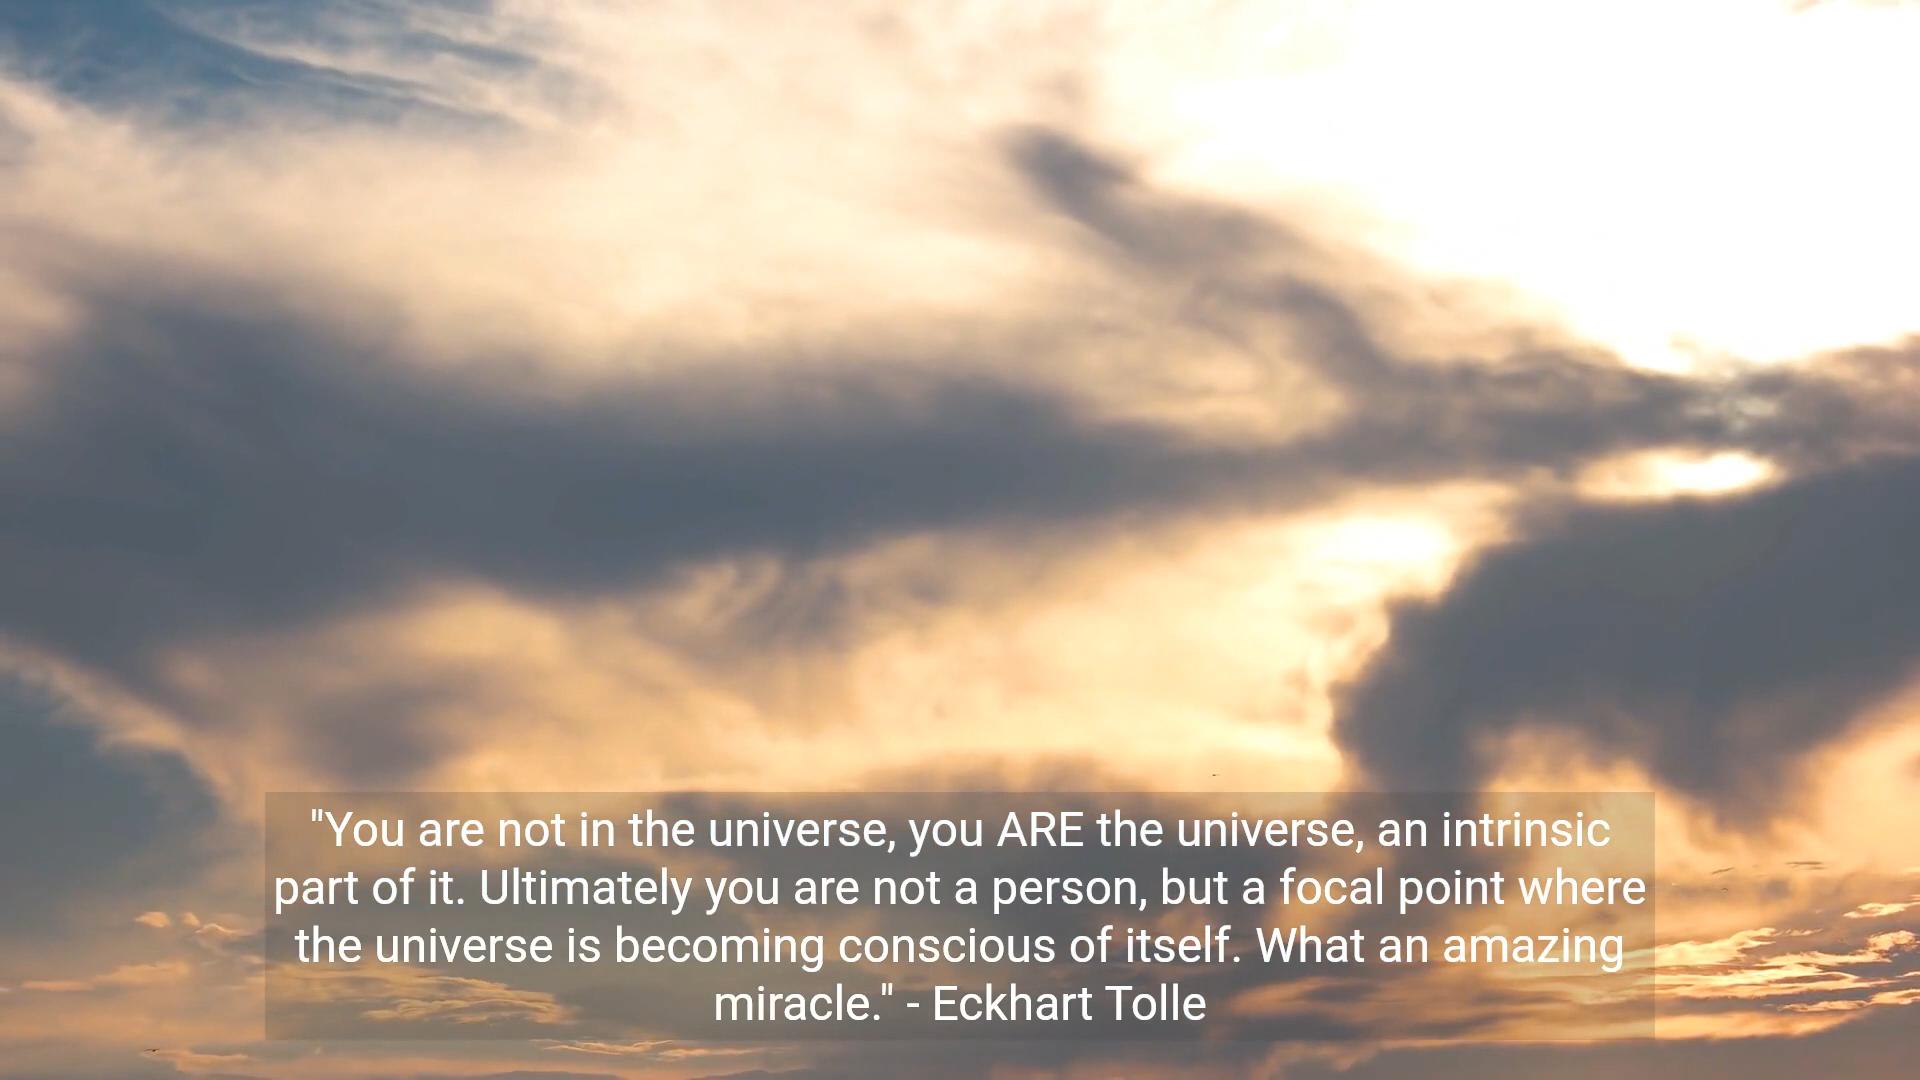 "You are not in the universe, you ARE the universe, an intrinsic
part of it. Ultimately you are not a person, but a focal point where
the universe is becoming conscious of itself. What an amazing
miracle." - Eckhart Tolle